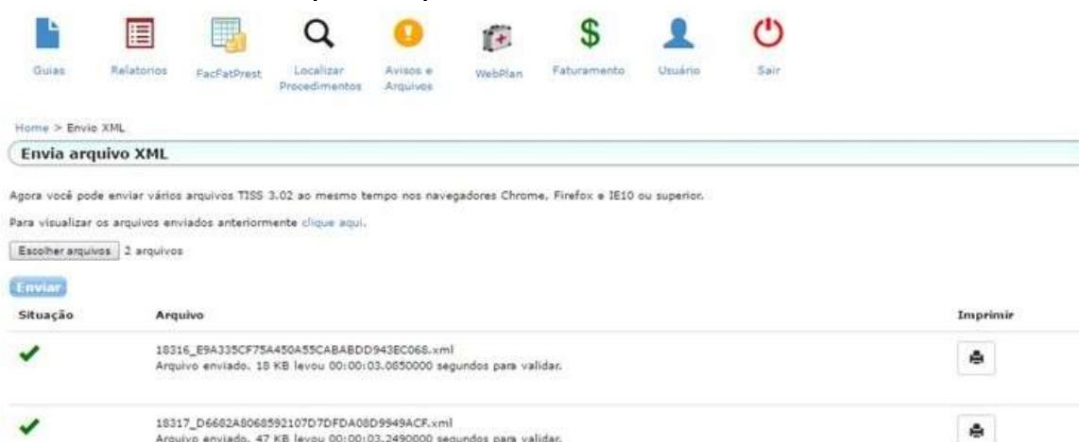 Guias Relatorios FacFatPrest Localizar Procedimentos Avisos e Arquivos WebPlan Faturamento Usuário Sair
Home > Envio XML
Envia arquivo XML
Agora você pode enviar vários arquivos TISS 3.02 ao mesmo tempo nos navegadores Chrome, Firefox e IE10 ou superior.
Para visualizar os arquivos enviados anteriormente clique aqui.
Escolher arquivos 2 arquivos
Enviar
Situação Arquivo Imprimir
18316_E9A335CF75A450A55CABABDD943EC068.xml
Arquivo enviado. 18 KB levou 00:00:03.0650000 segundos para validar.
18317_D6682A8068592107D7DFDA08D9949ACF.xml
Arquivo enviado. 47 KB levou 00:00:03.2490000 segundos para validar.